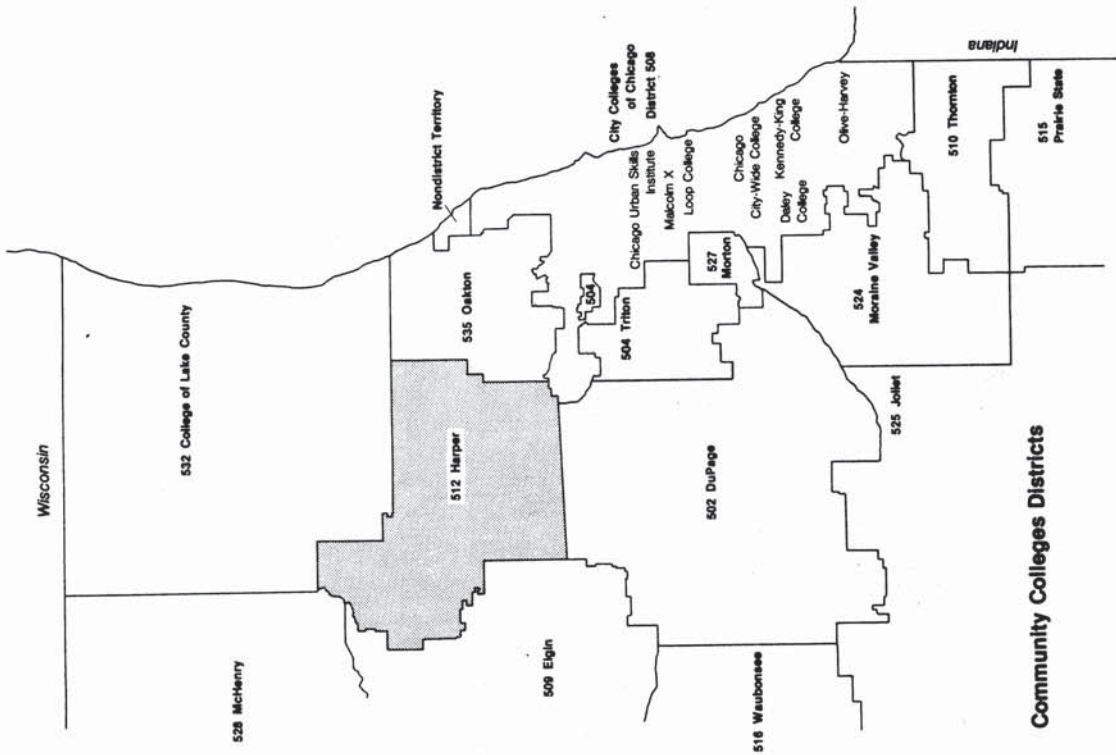 Wisconsin
528 McHenry
532 College of Lake County
Nondistrict Territory
512 Harper
535 Oakton
509 Elgin
504
504 Triton
City Colleges
of Chicago
District 508
Chicago Urban Skills
Institute
Malcolm X
Loop College
527
Morton
Chicago
City-Wide College
Kennedy-King
College
Daley
College
Olive-Harvey
502 DuPage
516 Waubonsee
525 Joliet
524
Moraine Valley
510 Thornton
515
Prairie State
Indiana
Community Colleges Districts